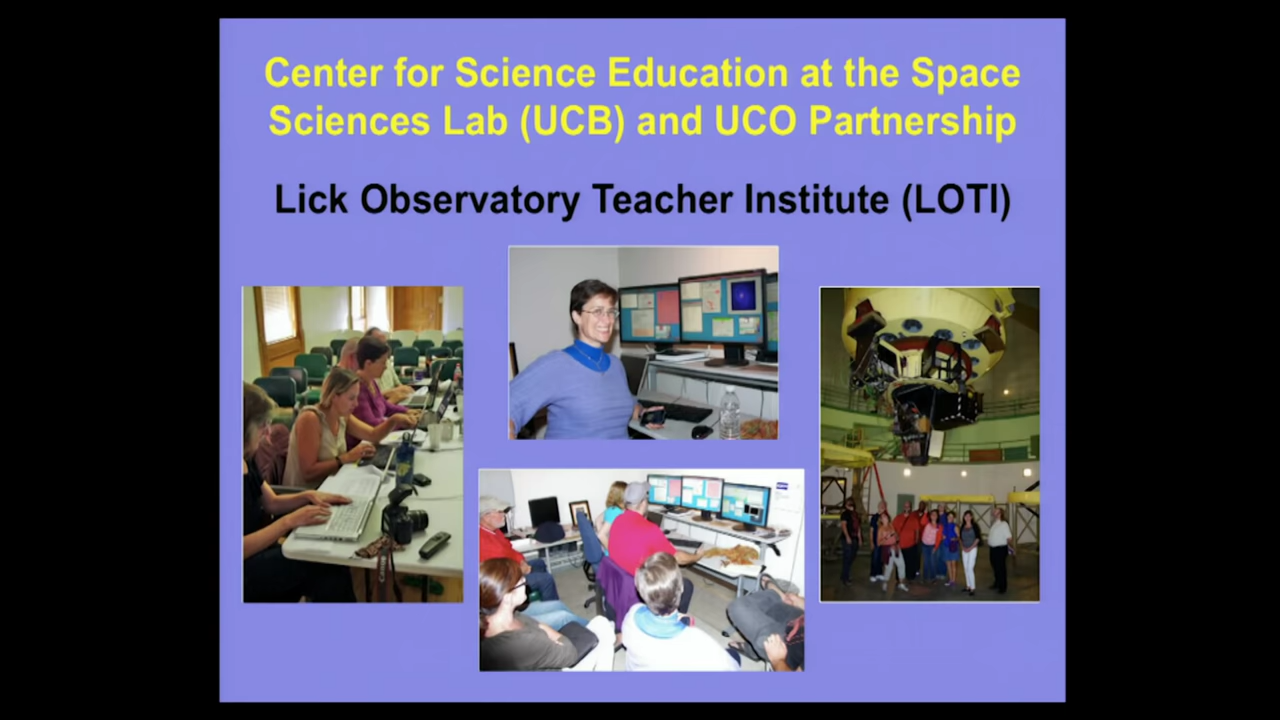 Center for Science Education at the Space
Sciences Lab (UCB) and UCO Partnership
Lick Observatory Teacher Institute (LOTI)